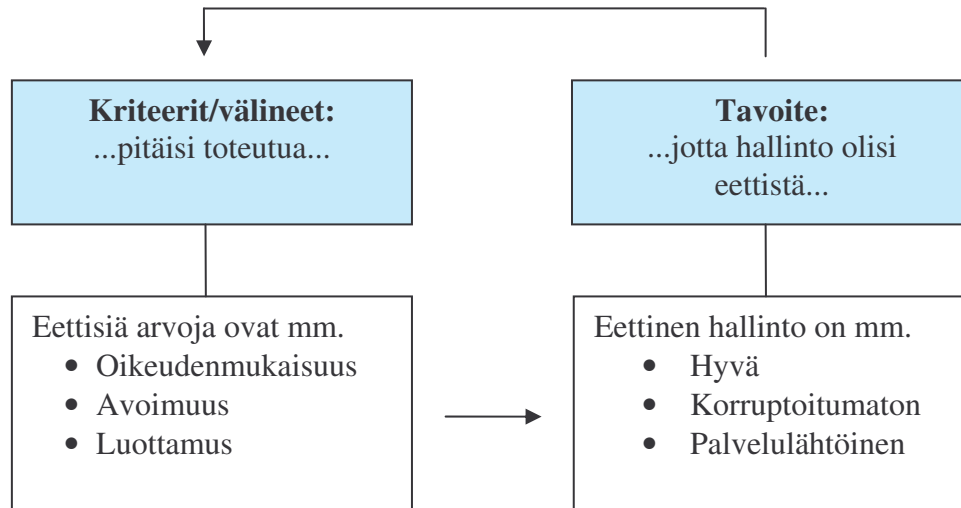 Kriteerit/välineet:
...pitäisi toteutua...
Tavoite:
...jotta hallinto olisi
eettistä...
Eettisiä arvoja ovat mm.
• Oikeudenmukaisuus
• Avoimuus
• Luottamus
Eettinen hallinto on mm.
• Hyvä
• Korruptoitumaton
• Palvelulähtöinen